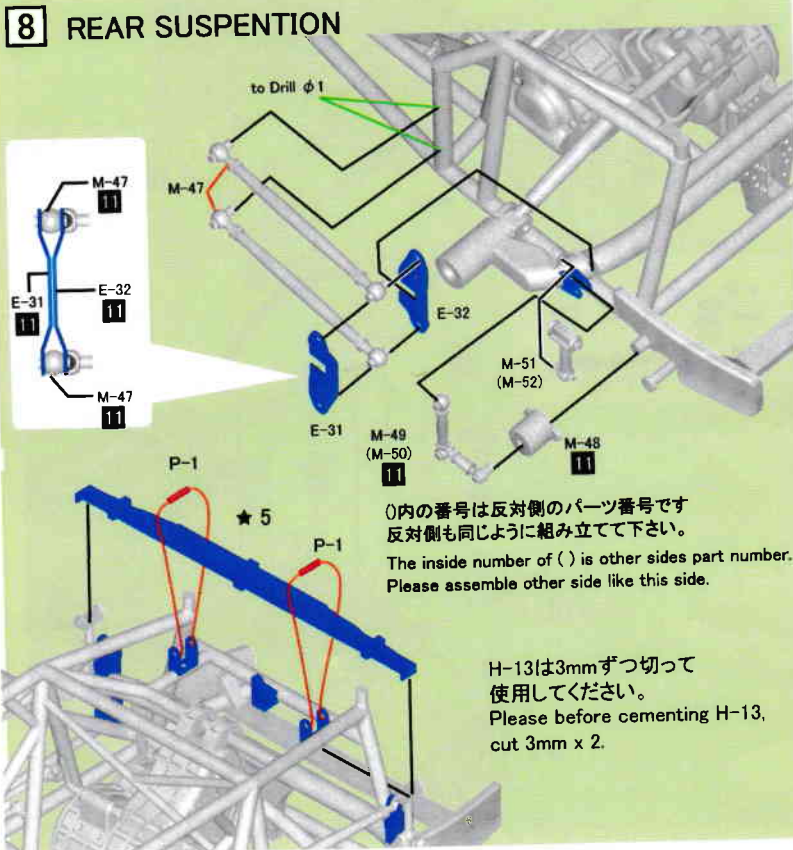 8 REAR SUSPENTION
to Drill φ1
M-47
11
M-47
E-31
11
E-32
11
M-47
11
E-32
E-31
M-51
(M-52)
M-49
(M-50)
11
M-48
11
P-1
★5
P-1
()内の番号は反対側のパーツ番号です
反対側も同じように組み立てて下さい。
The inside number of ( ) is other sides part number.
Please assemble other side like this side.
H-13は3mmずつ切って
使用してください。
Please before cementing H-13,
cut 3mm x 2.